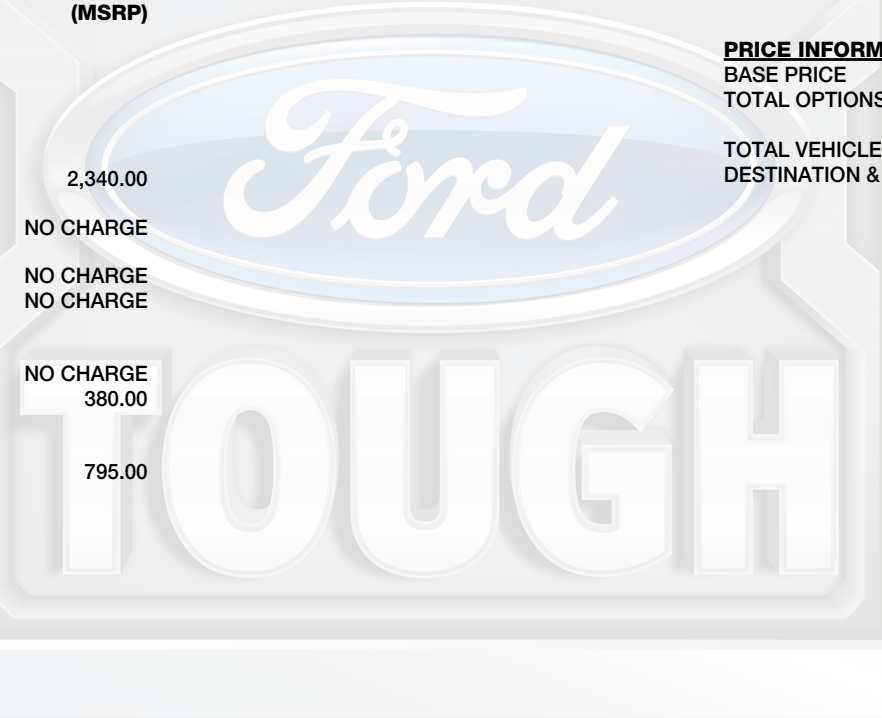 (MSRP)
2,340.00
NO CHARGE
NO CHARGE
NO CHARGE
NO CHARGE
380.00
795.00
PRICE INFORM
BASE PRICE
TOTAL OPTIONS
TOTAL VEHICLE
DESTINATION &
Ford
TOUGH